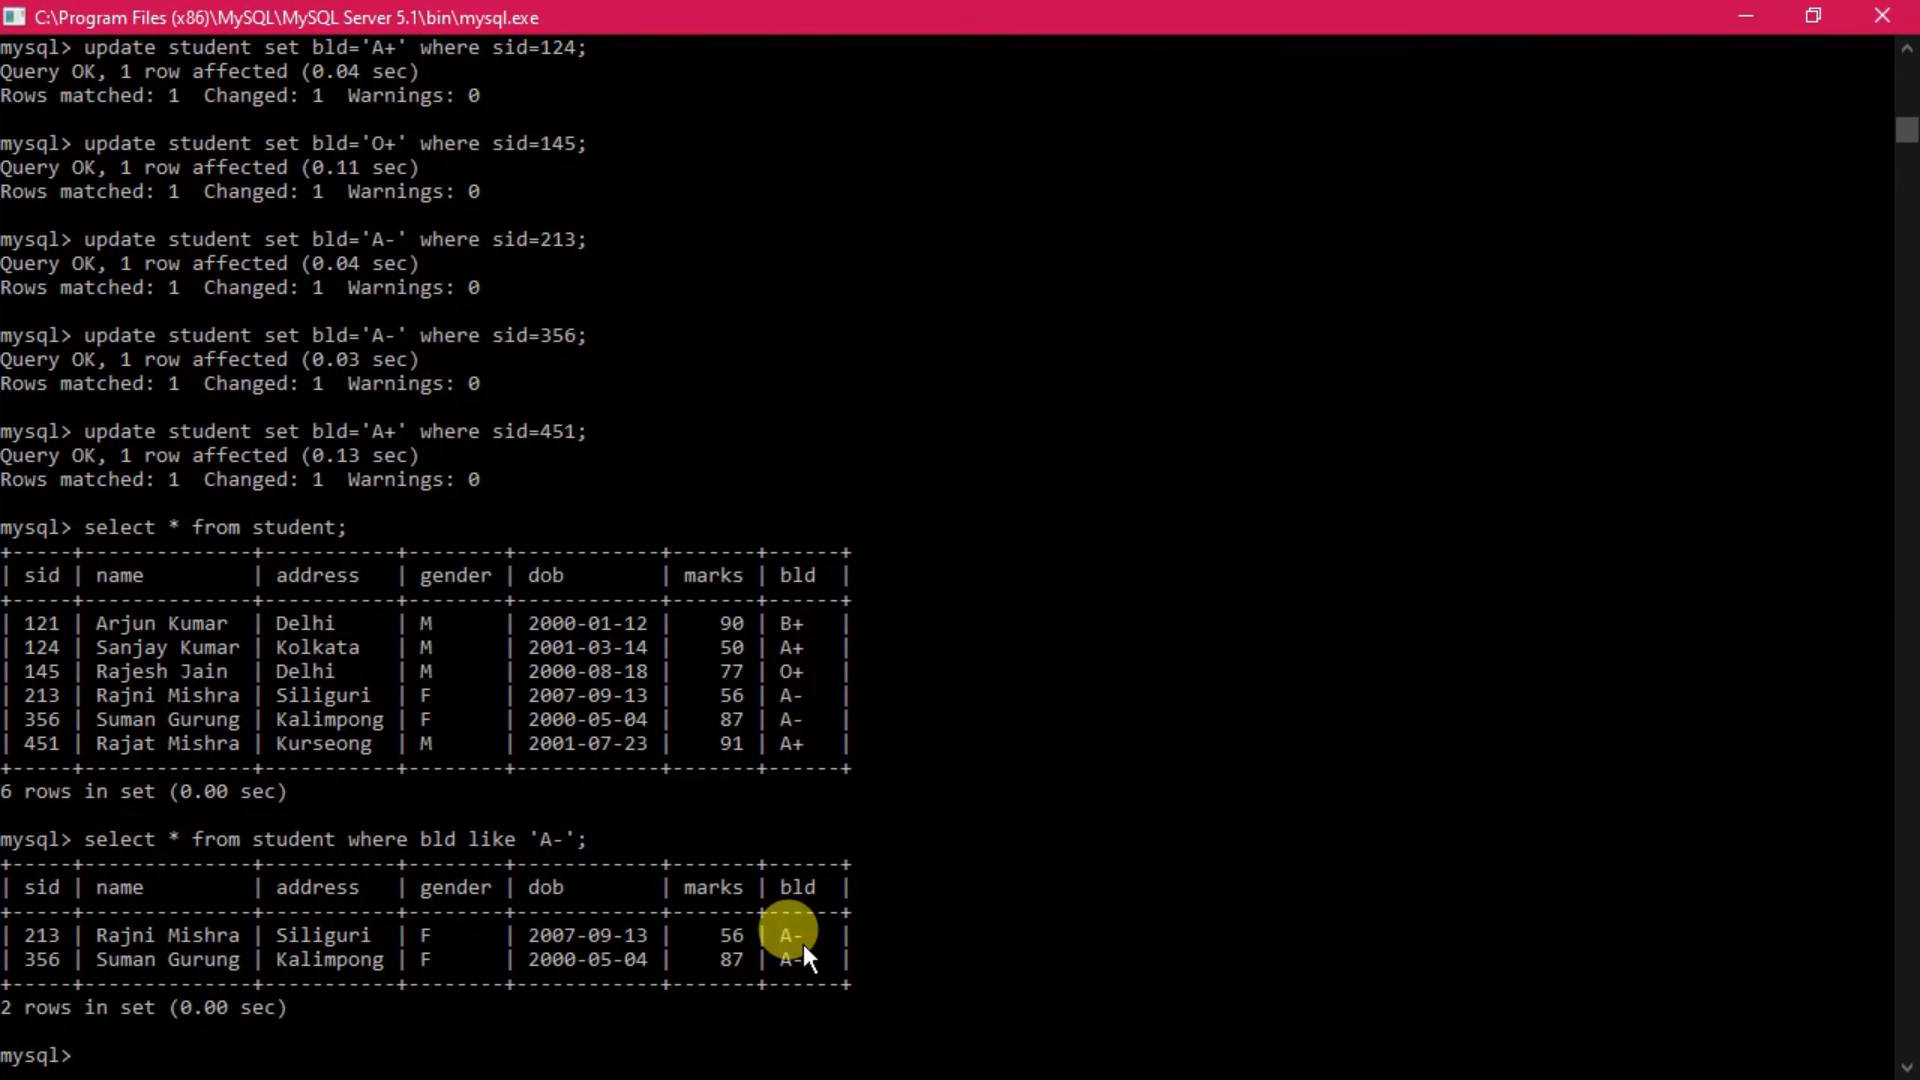 C:\Program Files (x86)\MySQL\MySQL Server 5.1\bin\mysql.exe
mysql> update student set bld='A+' where sid=124;
Query OK, 1 row affected (0.04 sec)
Rows matched: 1  Changed: 1  Warnings: 0
mysql> update student set bld='O+' where sid=145;
Query OK, 1 row affected (0.11 sec)
Rows matched: 1  Changed: 1  Warnings: 0
mysql> update student set bld='A-' where sid=213;
Query OK, 1 row affected (0.04 sec)
Rows matched: 1  Changed: 1  Warnings: 0
mysql> update student set bld='A-' where sid=356;
Query OK, 1 row affected (0.03 sec)
Rows matched: 1  Changed: 1  Warnings: 0
mysql> update student set bld='A+' where sid=451;
Query OK, 1 row affected (0.13 sec)
Rows matched: 1  Changed: 1  Warnings: 0
mysql> select * from student;
+-----+--------------+-----------+--------+------------+-------+------+
| sid | name         | address   | gender | dob        | marks | bld  |
+-----+--------------+-----------+--------+------------+-------+------+
| 121 | Arjun Kumar  | Delhi     | M      | 2000-01-12 |    90 | B+   |
| 124 | Sanjay Kumar | Kolkata   | M      | 2001-03-14 |    50 | A+   |
| 145 | Rajesh Jain  | Delhi     | M      | 2000-08-18 |    77 | O+   |
| 213 | Rajni Mishra | Siliguri  | F      | 2007-09-13 |    56 | A-   |
| 356 | Suman Gurung | Kalimpong | F      | 2000-05-04 |    87 | A-   |
| 451 | Rajat Mishra | Kurseong  | M      | 2001-07-23 |    91 | A+   |
+-----+--------------+-----------+--------+------------+-------+------+
6 rows in set (0.00 sec)
mysql> select * from student where bld like 'A-';
+-----+--------------+-----------+--------+------------+-------+------+
| sid | name         | address   | gender | dob        | marks | bld  |
+-----+--------------+-----------+--------+------------+-------+------+
| 213 | Rajni Mishra | Siliguri  | F      | 2007-09-13 |    56 | A-   |
| 356 | Suman Gurung | Kalimpong | F      | 2000-05-04 |    87 | A-   |
+-----+--------------+-----------+--------+------------+-------+------+
2 rows in set (0.00 sec)
mysql>